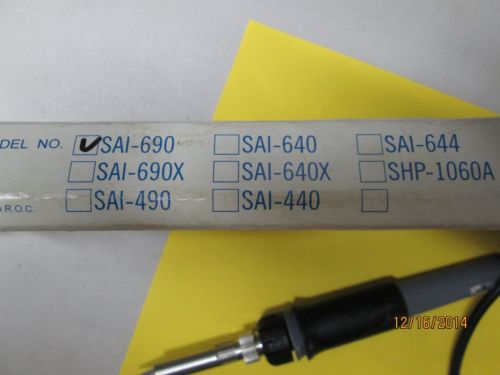 DEL NO. SAI-690 SAI-640 SAI-644
SAI-690X SAI-640X SHP-1060A
SAI-490 SAI-440
R.O.C.
12/16/2014